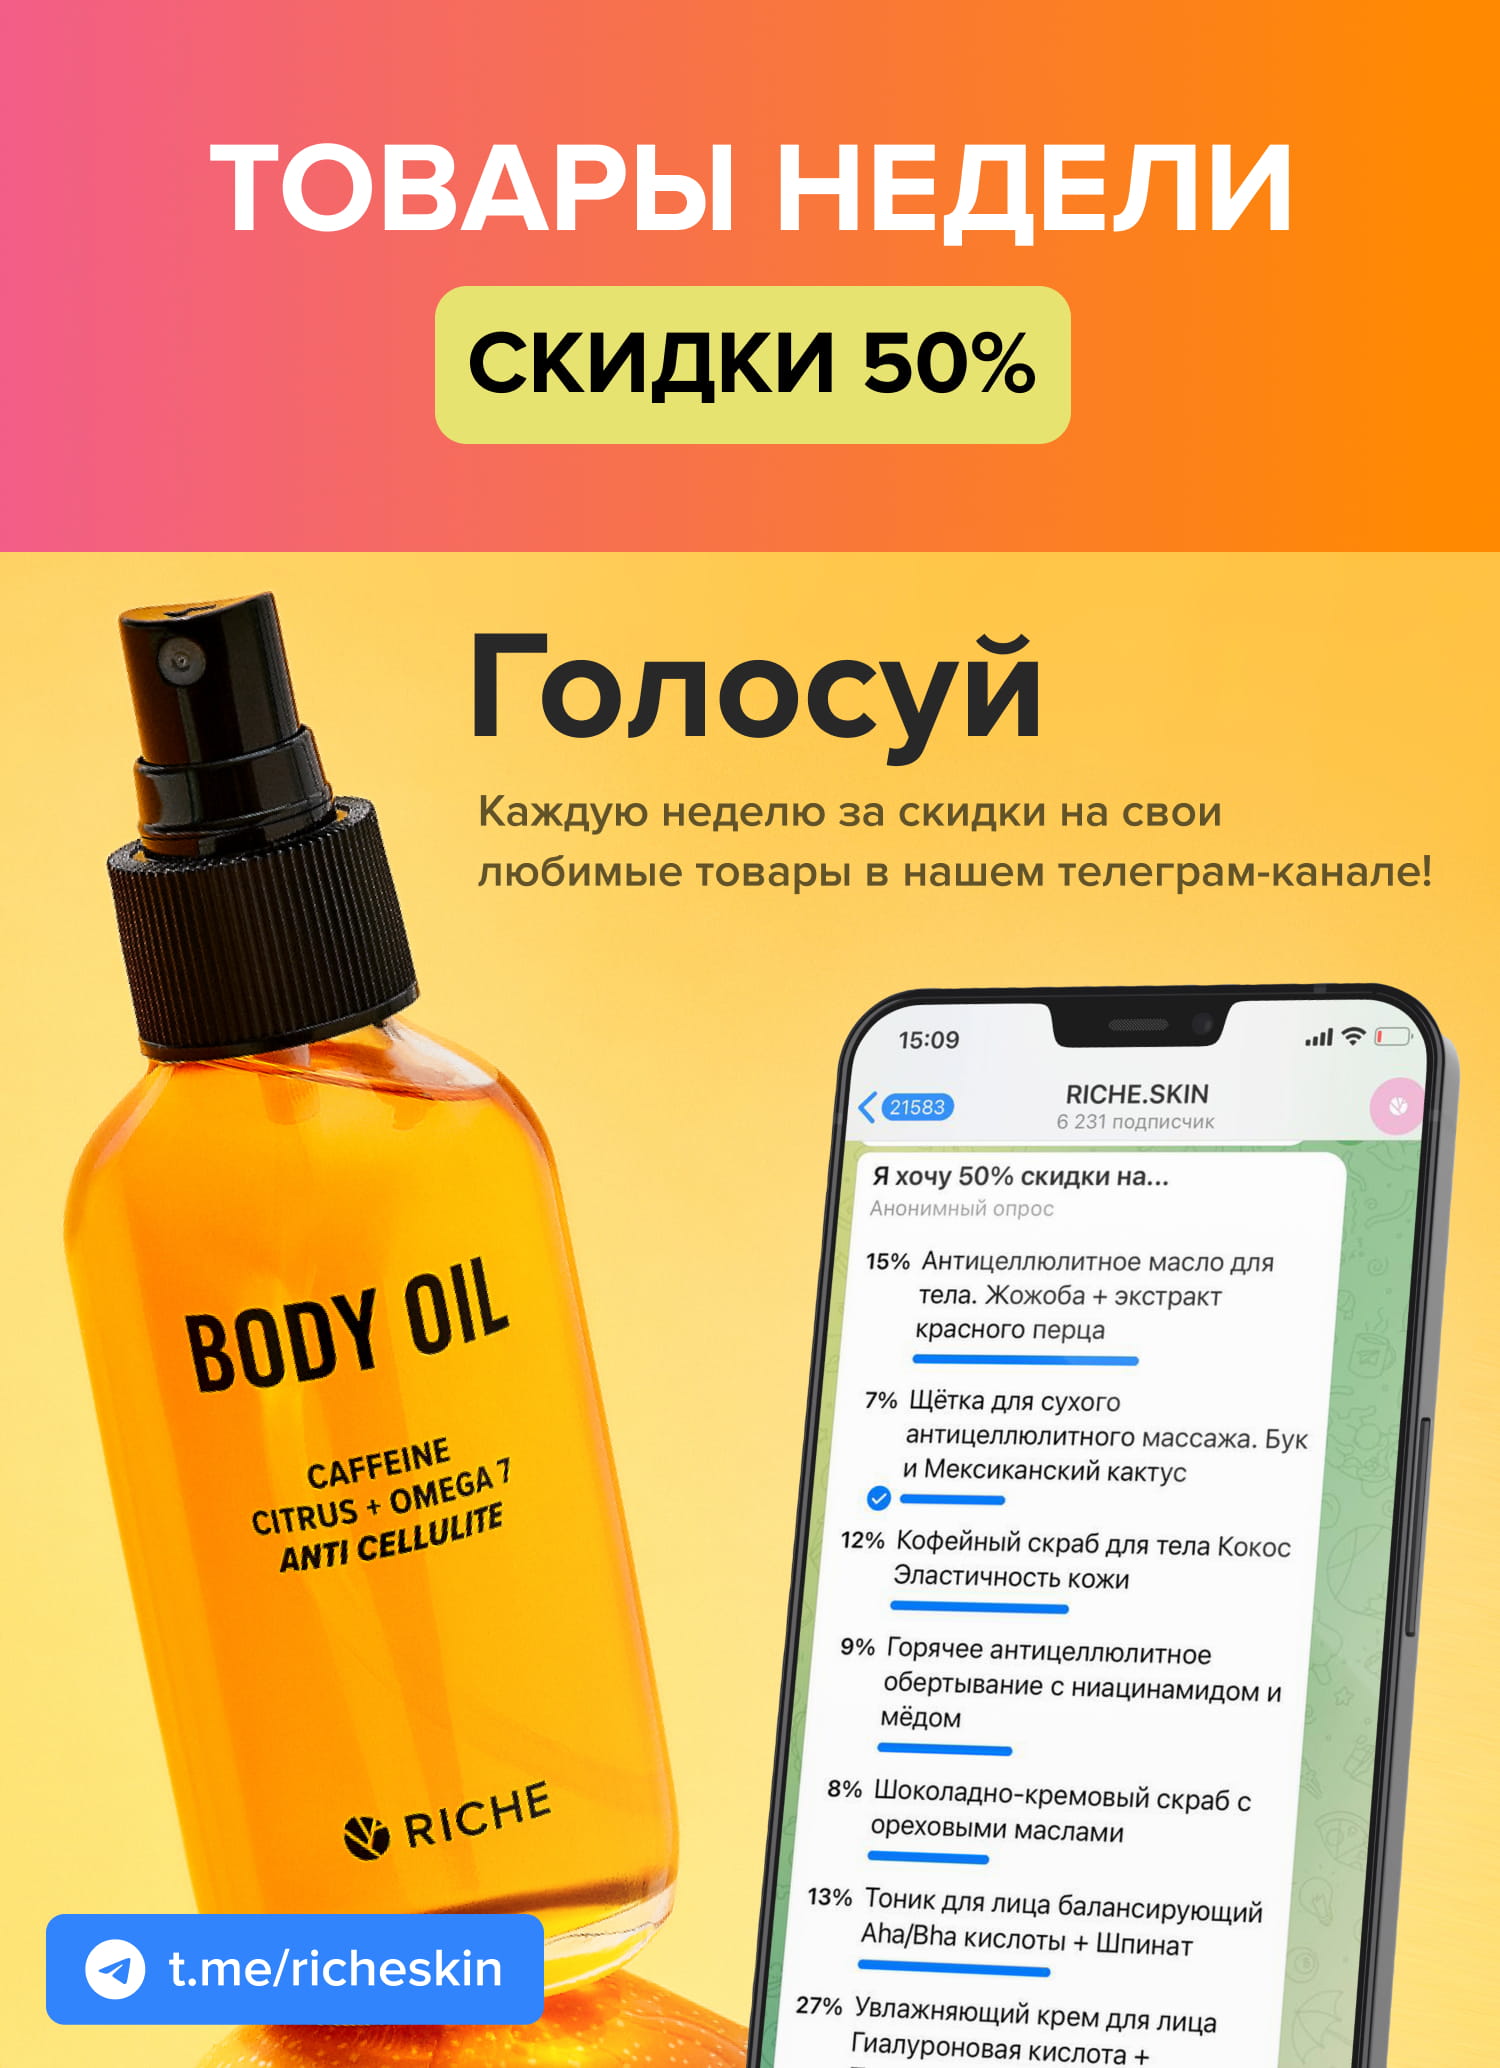 ТОВАРЫ НЕДЕЛИ
СКИДКИ 50%
Голосуй
Каждую неделю за скидки на свои
любимые товары в нашем телеграм-канале!
BODY OIL
CAFFEINE
CITRUS + OMEGA 7
ANTI CELLULITE
RICHE
t.me/richeskin
15:09
21583
RICHE.SKIN
6 231 подписчик
Я хочу 50% скидки на...
Анонимный опрос
15% Антицеллюлитное масло для
тела. Жожоба + экстракт
красного перца
7% Щётка для сухого
антицеллюлитного массажа. Бук
и Мексиканский кактус
12% Кофейный скраб для тела Кокос
Эластичность кожи
9% Горячее антицеллюлитное
обертывание с ниацинамидом и
мёдом
8% Шоколадно-кремовый скраб с
ореховыми маслами
13% Тоник для лица балансирующий
Aha/Bha кислоты + Шпинат
27% Увлажняющий крем для лица
Гиалуроновая кислота +